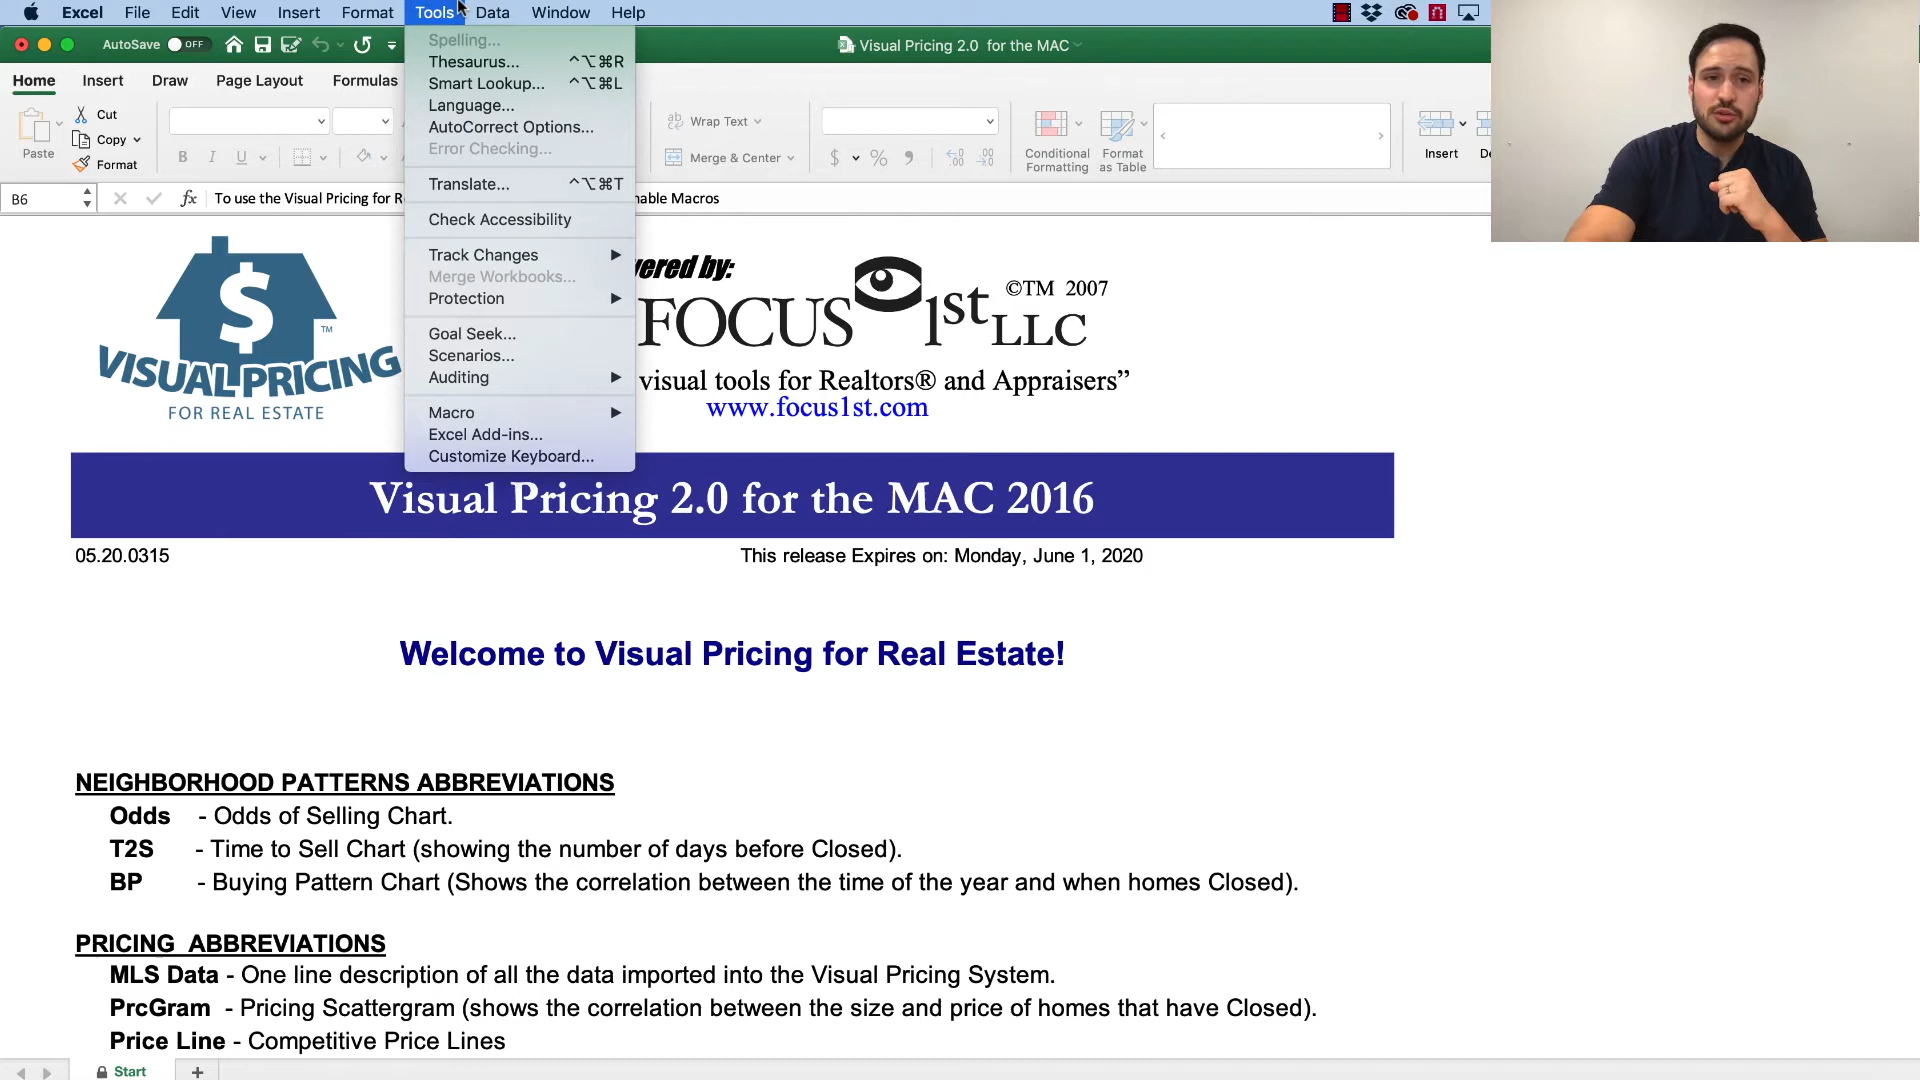 Excel File Edit View Insert Format Tools Data Window Help
AutoSave OFF
Visual Pricing 2.0 for the MAC
Home Insert Draw Page Layout Formulas
Paste
Cut
Copy
Format
B I U
Wrap Text
Merge & Center
$ % 
Conditional Formatting
Format as Table
Insert
B6
fx To use the Visual Pricing for R
nable Macros
Spelling...
Thesaurus... ^⌥⌘R
Smart Lookup... ^⌥⌘L
Language...
AutoCorrect Options...
Error Checking...
Translate... ^⌥⌘T
Check Accessibility
Track Changes
Merge Workbooks...
Protection
Goal Seek...
Scenarios...
Auditing
Macro
Excel Add-ins...
Customize Keyboard...
$
VISUAL PRICING ™
FOR REAL ESTATE
wered by:
FOCUS 1st LLC ©TM 2007
visual tools for Realtors® and Appraisers”
www.focus1st.com
Visual Pricing 2.0 for the MAC 2016
05.20.0315
This release Expires on: Monday, June 1, 2020
Welcome to Visual Pricing for Real Estate!
NEIGHBORHOOD PATTERNS ABBREVIATIONS
Odds - Odds of Selling Chart.
T2S - Time to Sell Chart (showing the number of days before Closed).
BP - Buying Pattern Chart (Shows the correlation between the time of the year and when homes Closed).
PRICING ABBREVIATIONS
MLS Data - One line description of all the data imported into the Visual Pricing System.
PrcGram - Pricing Scattergram (shows the correlation between the size and price of homes that have Closed).
Price Line - Competitive Price Lines
Start +